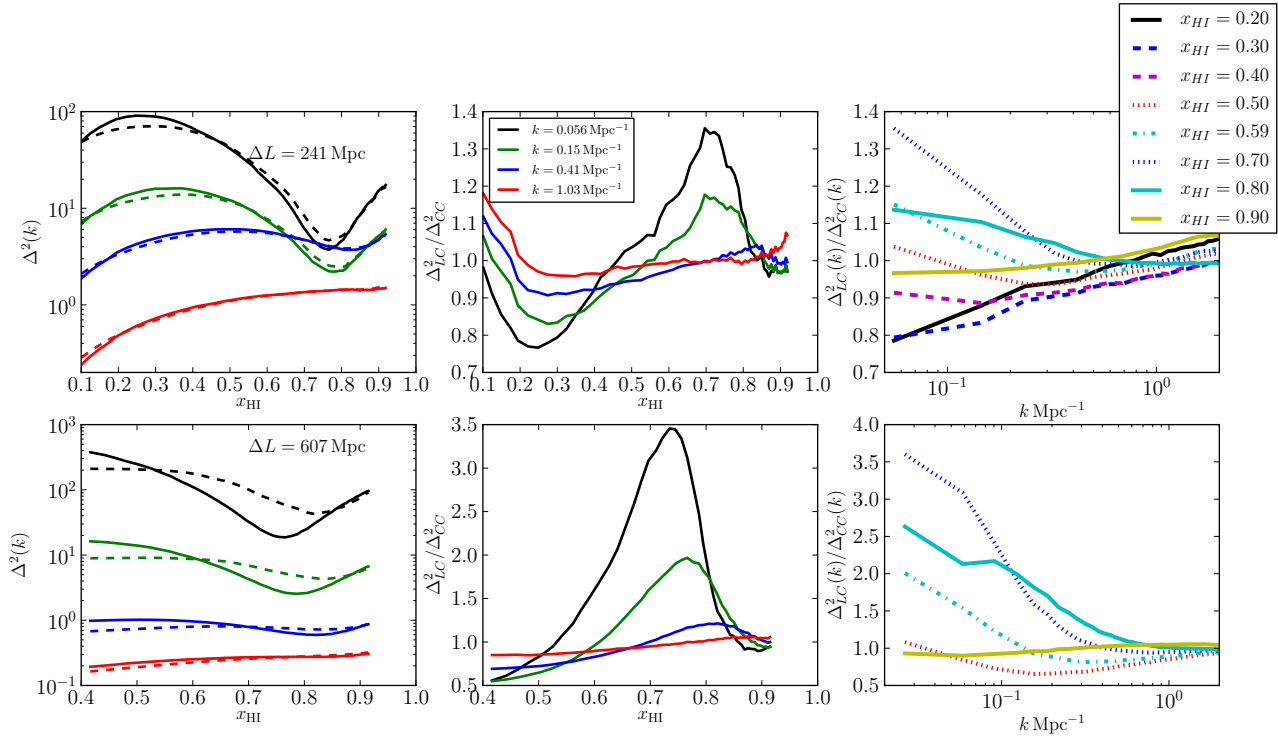 x_HI = 0.20
x_HI = 0.30
x_HI = 0.40
x_HI = 0.50
x_HI = 0.59
x_HI = 0.70
x_HI = 0.80
x_HI = 0.90
10^2
10^1
10^0
Δ^2(k)
ΔL = 241 Mpc
0.1 0.2 0.3 0.4 0.5 0.6 0.7 0.8 0.9 1.0
x_HI
1.4
1.3
1.2
1.1
1.0
0.9
0.8
0.7
Δ^2_LC/Δ^2_CC
k = 0.056 Mpc^−1
k = 0.15 Mpc^−1
k = 0.41 Mpc^−1
k = 1.03 Mpc^−1
0.1 0.2 0.3 0.4 0.5 0.6 0.7 0.8 0.9 1.0
x_HI
1.4
1.3
1.2
1.1
1.0
0.9
0.8
0.7
Δ^2_LC(k)/Δ^2_CC(k)
10^−1 10^0
k Mpc^−1
10^3
10^2
10^1
10^0
10^−1
Δ^2(k)
ΔL = 607 Mpc
0.4 0.5 0.6 0.7 0.8 0.9 1.0
x_HI
3.5
3.0
2.5
2.0
1.5
1.0
0.5
Δ^2_LC/Δ^2_CC
0.4 0.5 0.6 0.7 0.8 0.9 1.0
x_HI
4.0
3.5
3.0
2.5
2.0
1.5
1.0
0.5
Δ^2_LC(k)/Δ^2_CC(k)
10^−1 10^0
k Mpc^−1